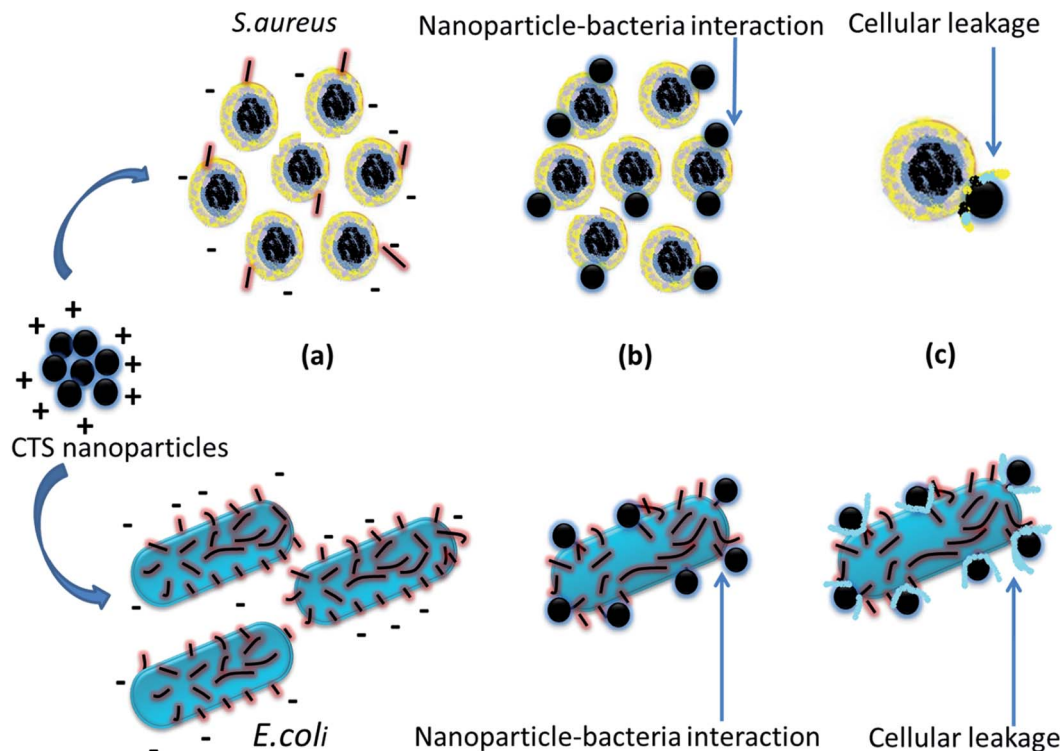 S.aureus
Nanoparticle-bacteria interaction
Cellular leakage
(a)
(b)
(c)
CTS nanoparticles
E.coli
Nanoparticle-bacteria interaction
Cellular leakage